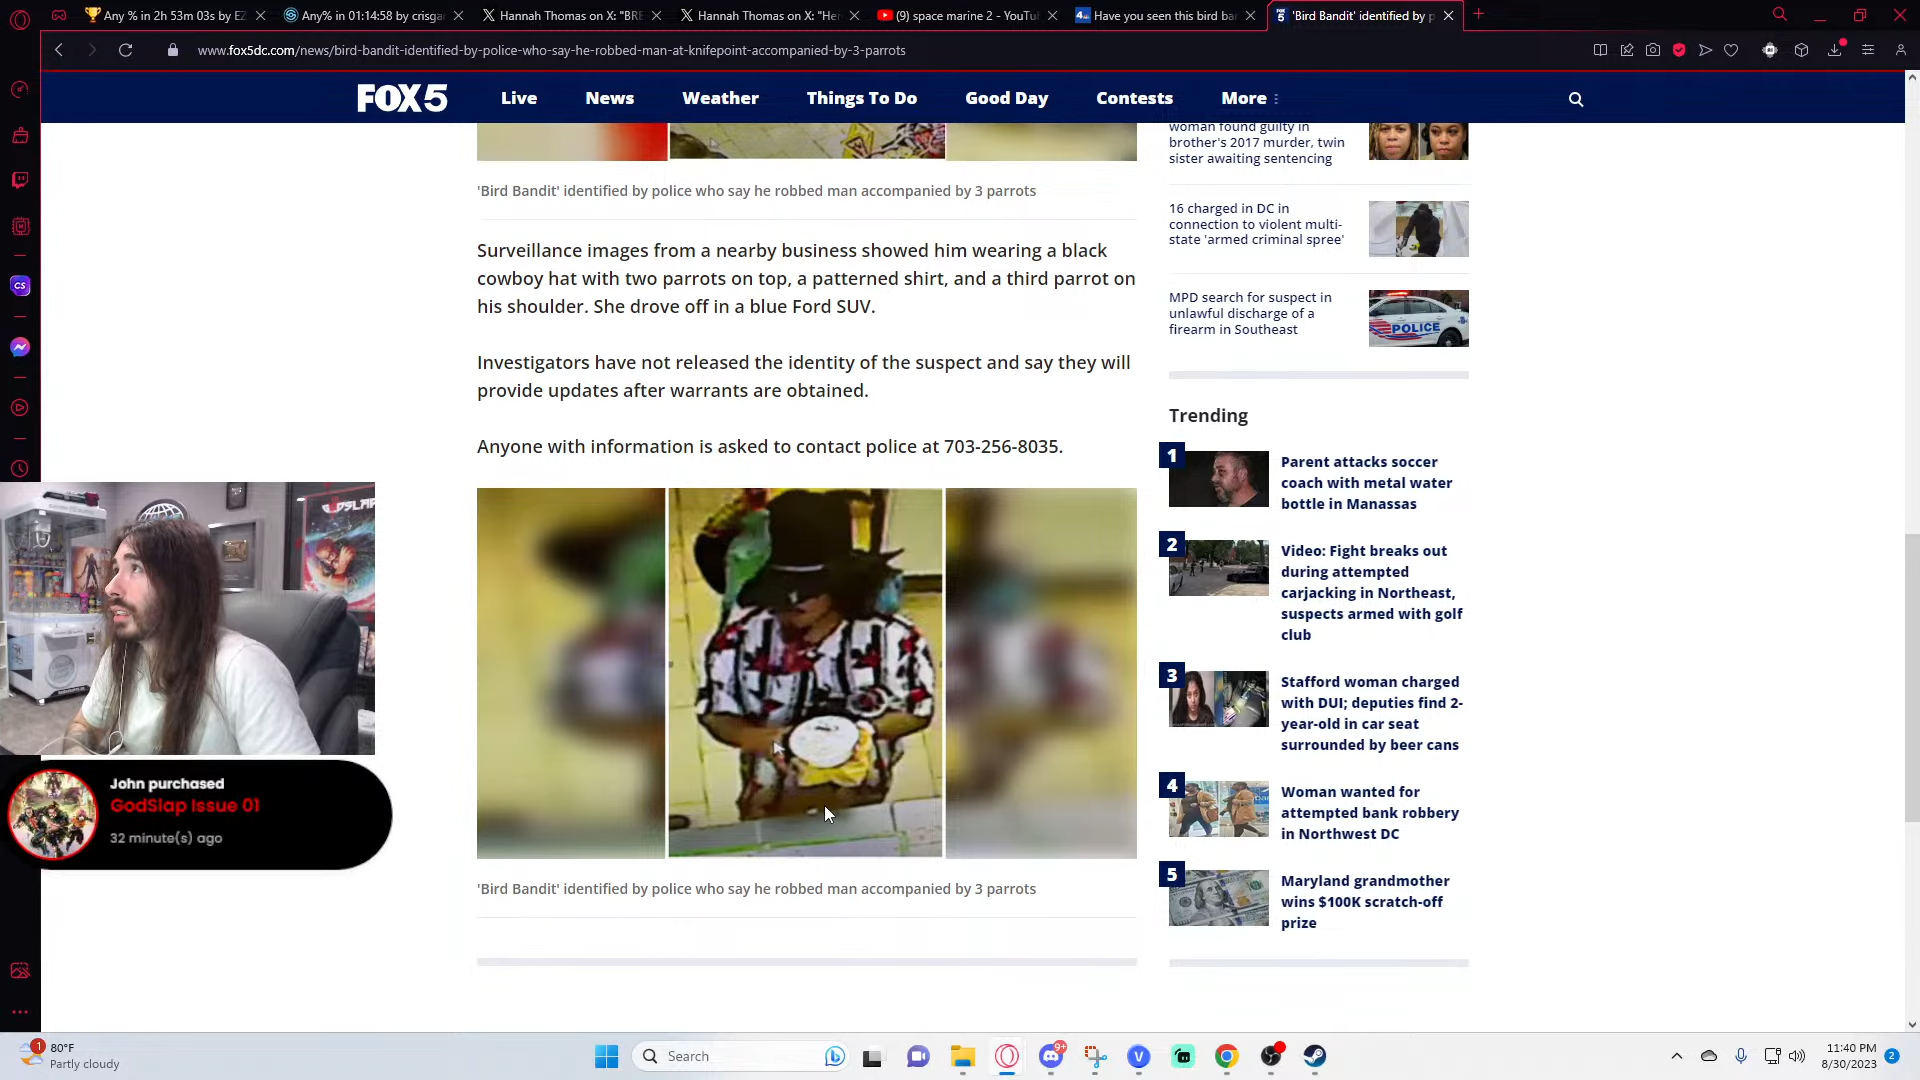 Any % in 2h 53m 03s by EZ
Any% in 01:14:58 by crisga
Hannah Thomas on X: "BRE
Hannah Thomas on X: "He
(9) space marine 2 - YouTu
Have you seen this bird ba
'Bird Bandit' identified by p
www.fox5dc.com/news/bird-bandit-identified-by-police-who-say-he-robbed-man-at-knifepoint-accompanied-by-3-parrots
FOX 5
Live
News
Weather
Things To Do
Good Day
Contests
More
'Bird Bandit' identified by police who say he robbed man accompanied by 3 parrots
Surveillance images from a nearby business showed him wearing a black
cowboy hat with two parrots on top, a patterned shirt, and a third parrot on
his shoulder. She drove off in a blue Ford SUV.
Investigators have not released the identity of the suspect and say they will
provide updates after warrants are obtained.
Anyone with information is asked to contact police at 703-256-8035.
'Bird Bandit' identified by police who say he robbed man accompanied by 3 parrots
woman found guilty in
brother's 2017 murder, twin
sister awaiting sentencing
16 charged in DC in
connection to violent multi-
state 'armed criminal spree'
MPD search for suspect in
unlawful discharge of a
firearm in Southeast
POLICE
Trending
1
Parent attacks soccer
coach with metal water
bottle in Manassas
2
Video: Fight breaks out
during attempted
carjacking in Northeast,
suspects armed with golf
club
3
Stafford woman charged
with DUI; deputies find 2-
year-old in car seat
surrounded by beer cans
4
Woman wanted for
attempted bank robbery
in Northwest DC
5
Maryland grandmother
wins $100K scratch-off
prize
CS
John purchased
GodSlap Issue 01
32 minute(s) ago
1
80°F
Partly cloudy
Search
9+
11:40 PM
8/30/2023
2